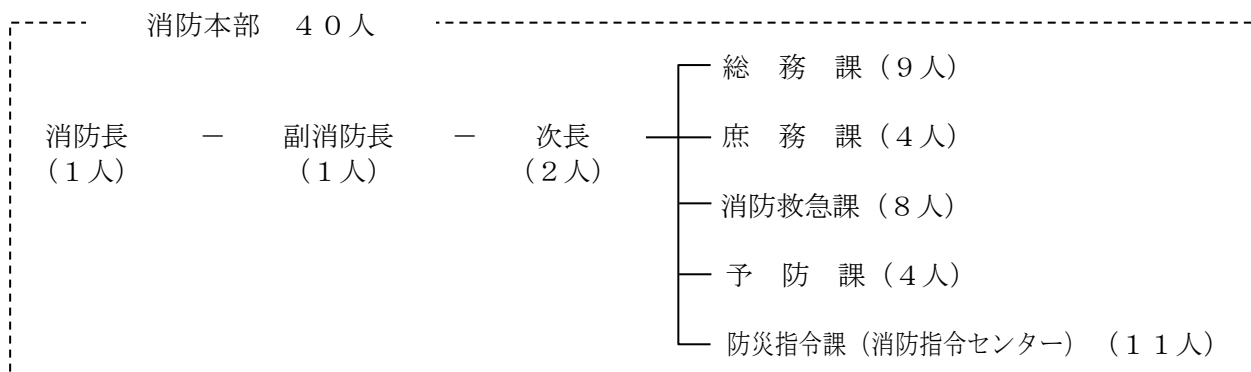 消防本部　４０人
総　務　課（９人）
消防長　－　副消防長　－　次長
（１人）　（１人）　（２人）
庶　務　課（４人）
消防救急課（８人）
予　防　課（４人）
防災指令課（消防指令センター）（１１人）